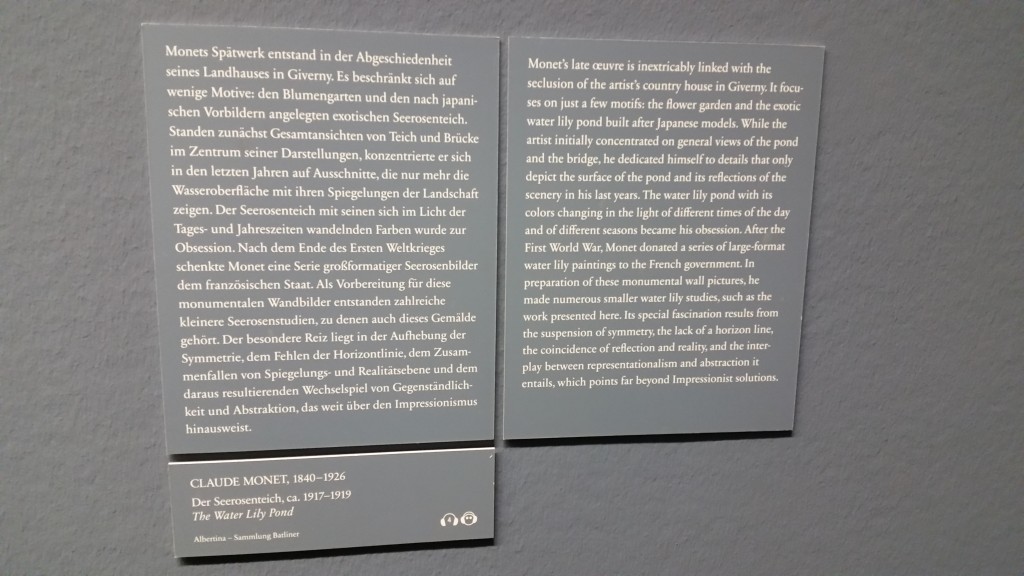 Monets Spätwerk entstand in der Abgeschiedenheit
seines Landhauses in Giverny. Es beschränkt sich auf
wenige Motive: den Blumengarten und den nach japani-
schen Vorbildern angelegten exotischen Seerosenteich.
Standen zunächst Gesamtansichten von Teich und Brücke
im Zentrum seiner Darstellungen, konzentrierte er sich
in den letzten Jahren auf Ausschnitte, die nur mehr die
Wasseroberfläche mit ihren Spiegelungen der Landschaft
zeigen. Der Seerosenteich mit seinen sich im Licht der
Tages- und Jahreszeiten wandelnden Farben wurde zur
Obsession. Nach dem Ende des Ersten Weltkrieges
schenkte Monet eine Serie großformatiger Seerosenbilder
dem französischen Staat. Als Vorbereitung für diese
monumentalen Wandbilder entstanden zahlreiche
kleinere Seerosenstudien, zu denen auch dieses Gemälde
gehört. Der besondere Reiz liegt in der Aufhebung der
Symmetrie, dem Fehlen der Horizontlinie, dem Zusam-
menfallen von Spiegelungs- und Realitätsebene und dem
daraus resultierenden Wechselspiel von Gegenständlich-
keit und Abstraktion, das weit über den Impressionismus
hinausweist.
Monet's late œuvre is inextricably linked with the
seclusion of the artist's country house in Giverny. It focu-
ses on just a few motifs: the flower garden and the exotic
water lily pond built after Japanese models. While the
artist initially concentrated on general views of the pond
and the bridge, he dedicated himself to details that only
depict the surface of the pond and its reflections of the
scenery in his last years. The water lily pond with its
colors changing in the light of different times of the day
and of different seasons became his obsession. After the
First World War, Monet donated a series of large-format
water lily paintings to the French government. In
preparation of these monumental wall pictures, he
made numerous smaller water lily studies, such as the
work presented here. Its special fascination results from
the suspension of symmetry, the lack of a horizon line,
the coincidence of reflection and reality, and the inter-
play between representationalism and abstraction it
entails, which points far beyond Impressionist solutions.
CLAUDE MONET, 1840–1926
Der Seerosenteich, ca. 1917–1919
The Water Lily Pond
Albertina – Sammlung Batliner